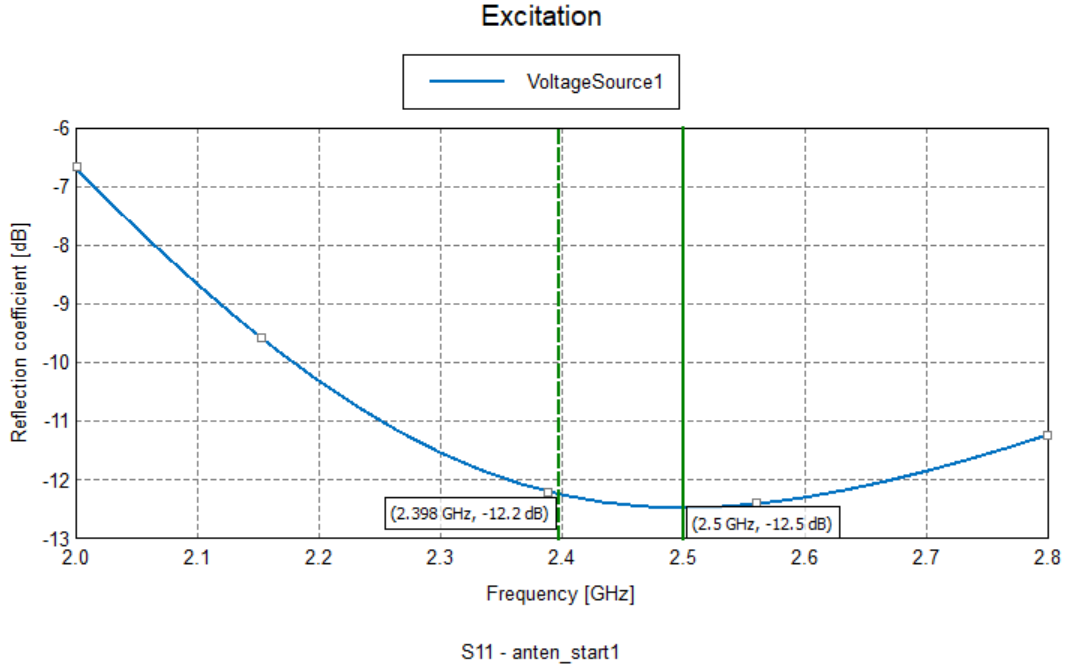 Excitation
VoltageSource1
-6
-7
-8
-9
-10
-11
-12
-13
Reflection coefficient [dB]
(2.398 GHz, -12.2 dB)
(2.5 GHz, -12.5 dB)
2.0 2.1 2.2 2.3 2.4 2.5 2.6 2.7 2.8
Frequency [GHz]
S11 - anten_start1